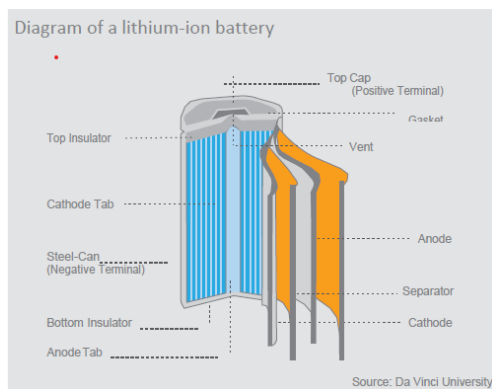 Diagram of a lithium-ion battery
Top Cap
(Positive Terminal)
Gasket
Top Insulator
Vent
Cathode Tab
Anode
Steel-Can
(Negative Terminal)
Separator
Bottom Insulator
Cathode
Anode Tab
Source: Da Vinci University